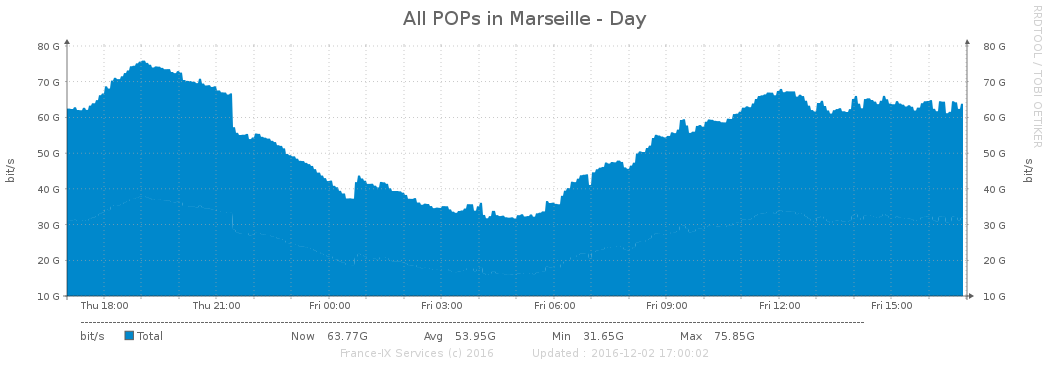 All POPs in Marseille - Day
RRDTOOL / TOBI OETIKER
80 G 80 G
70 G 70 G
60 G 60 G
50 G 50 G
40 G 40 G
30 G 30 G
20 G 20 G
10 G 10 G
bit/s
bit/s
Thu 18:00 Thu 21:00 Fri 00:00 Fri 03:00 Fri 06:00 Fri 09:00 Fri 12:00 Fri 15:00
bit/s Total Now 63.77G Avg 53.95G Min 31.65G Max 75.85G
France-IX Services (c) 2016 Updated : 2016-12-02 17:00:02